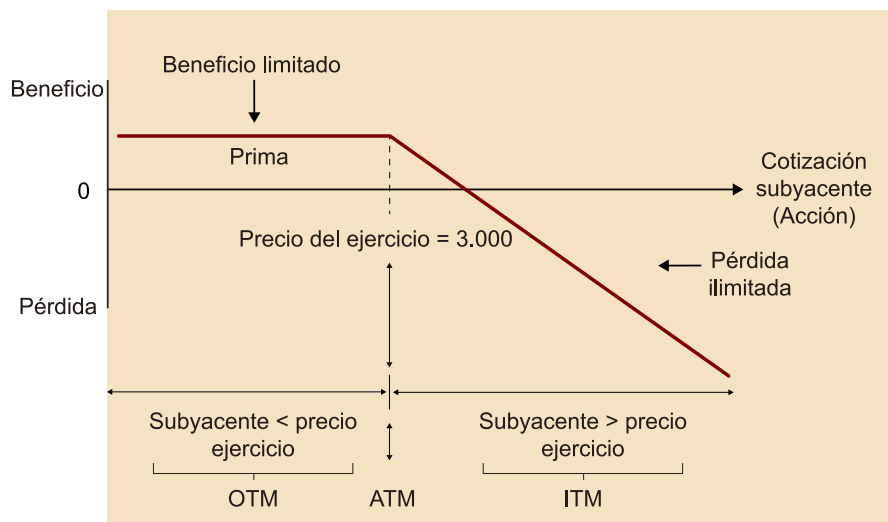 Beneficio limitado
Beneficio
Prima
0
Cotización
subyacente
(Acción)
Precio del ejercicio = 3.000
Pérdida
ilimitada
Pérdida
Subyacente < precio
ejercicio
Subyacente > precio
ejercicio
OTM
ATM
ITM